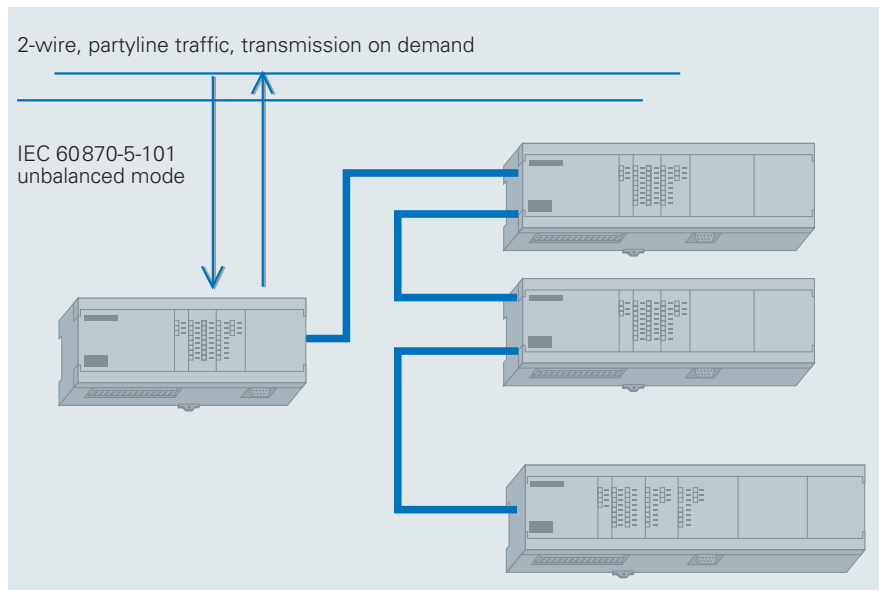 2-wire, partyline traffic, transmission on demand
IEC 60870-5-101
unbalanced mode